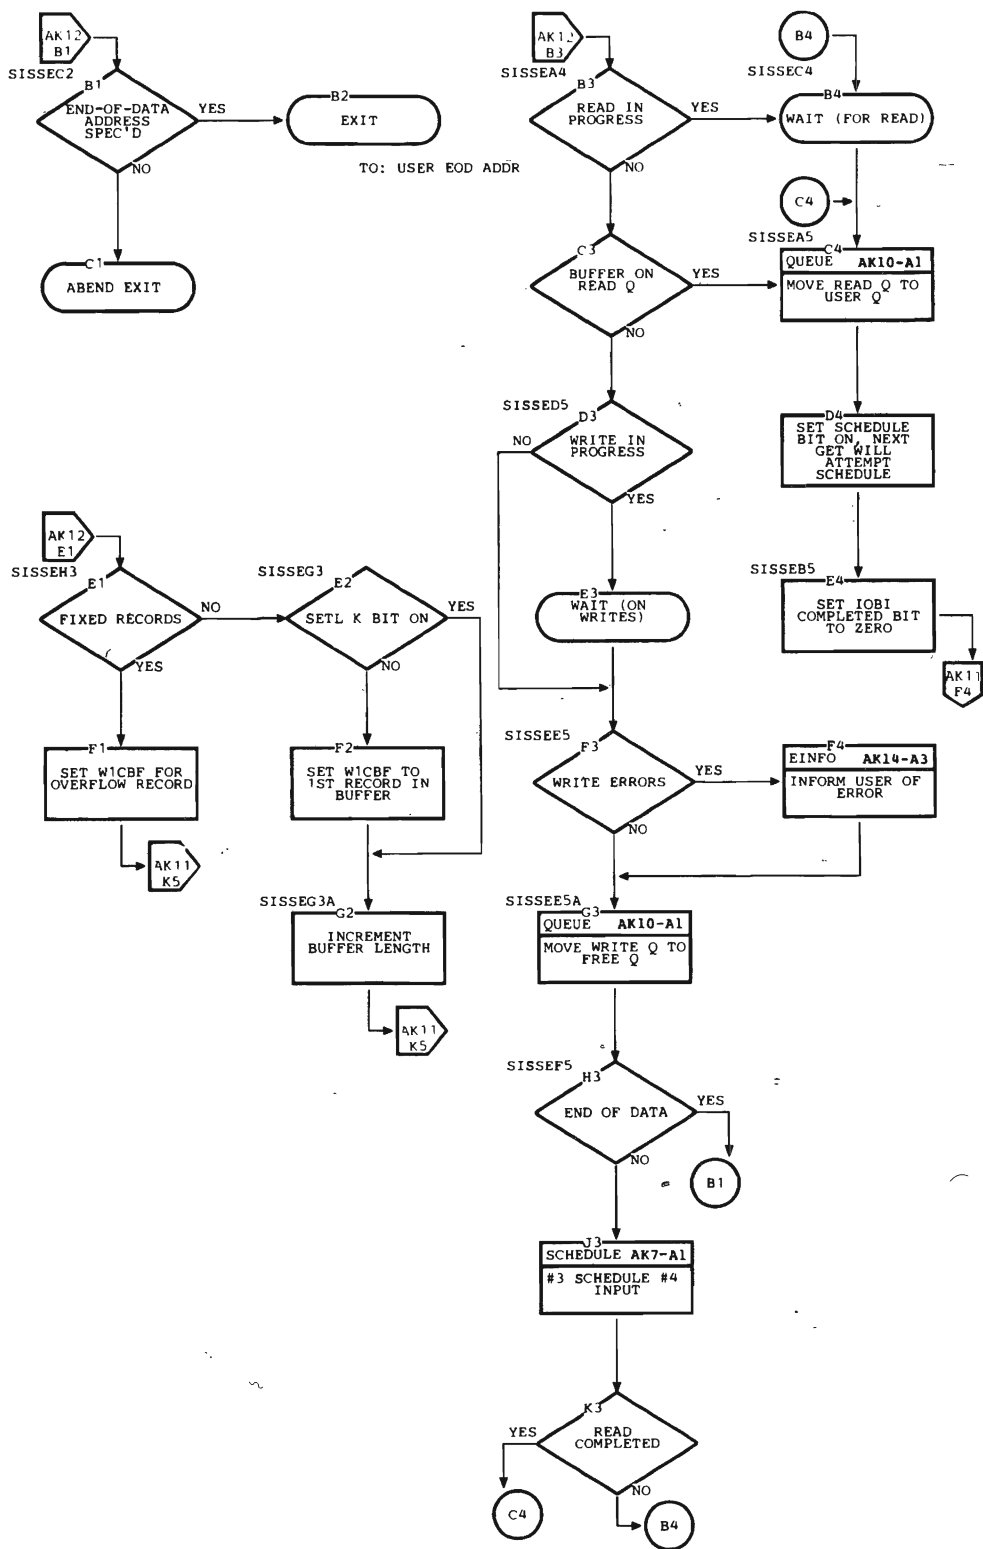 AK12
B1
SISSEC2
B1
END-OF-DATA
ADDRESS
SPEC'D
YES
NO
B2
EXIT
TO: USER EOD ADDR
C1
ABEND EXIT
AK12
E1
SISSEH3
E1
FIXED RECORDS
NO
YES
F1
SET W1CBF FOR
OVERFLOW RECORD
AK11
K5
SISSEG3
E2
SETL K BIT ON
YES
NO
F2
SET W1CBF TO
1ST RECORD IN
BUFFER
SISSEG3A
G2
INCREMENT
BUFFER LENGTH
AK11
K5
AK12
B3
SISSEA4
B3
READ IN
PROGRESS
YES
NO
C3
BUFFER ON
READ Q
YES
NO
SISSED5
D3
WRITE IN
PROGRESS
NO
YES
E3
WAIT (ON
WRITES)
SISSEE5
F3
WRITE ERRORS
YES
NO
SISSEE5A
G3
QUEUE AK10-A1
MOVE WRITE Q TO
FREE Q
SISSEF5
H3
END OF DATA
YES
NO
B1
J3
SCHEDULE AK7-A1
#3 SCHEDULE #4
INPUT
K3
READ
COMPLETED
YES
NO
C4
B4
B4
SISSEC4
B4
WAIT (FOR READ)
C4
SISSEA5
C4
QUEUE AK10-A1
MOVE READ Q TO
USER Q
D4
SET SCHEDULE
BIT ON, NEXT
GET WILL
ATTEMPT
SCHEDULE
SISSEB5
E4
SET IOBI
COMPLETED BIT
TO ZERO
AK11
F4
F4
EINFO AK14-A3
INFORM USER OF
ERROR